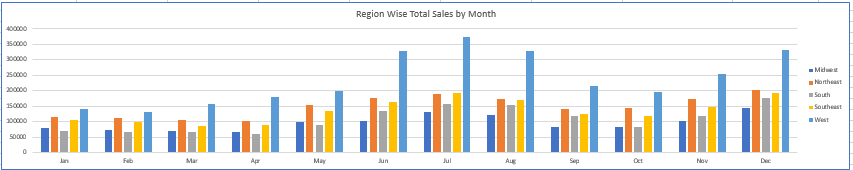 Region Wise Total Sales by Month
400000
350000
300000
250000
200000
150000
100000
50000
0
Jan Feb Mar Apr May Jun Jul Aug Sep Oct Nov Dec
Midwest
Northeast
South
Southeast
West